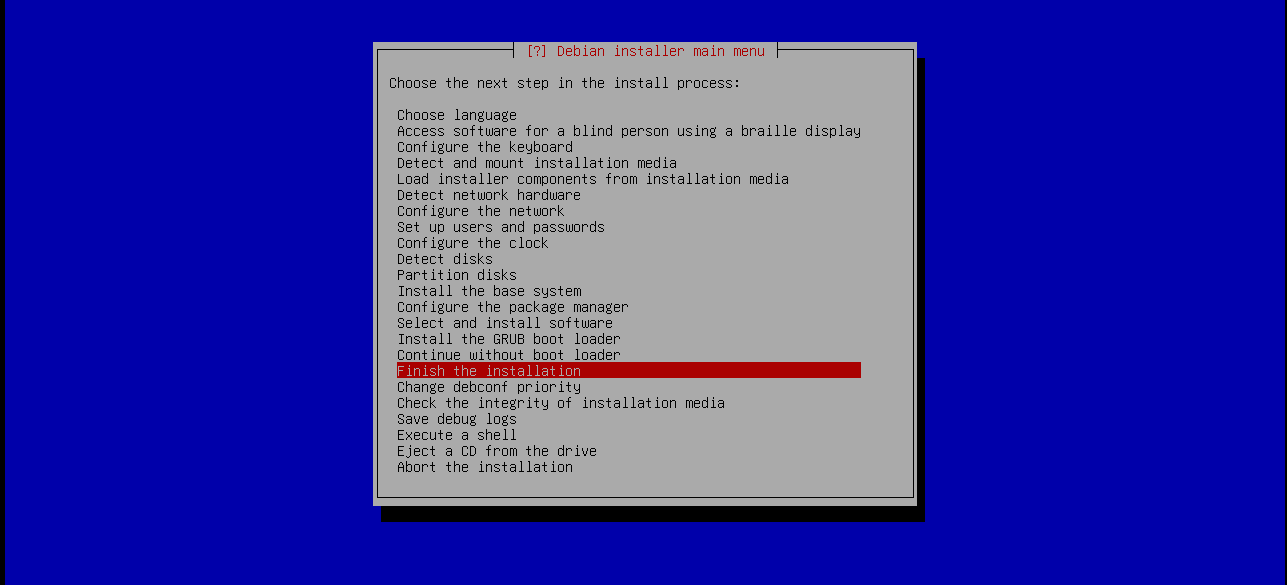 [?] Debian installer main menu
Choose the next step in the install process:
Choose language
Access software for a blind person using a braille display
Configure the keyboard
Detect and mount installation media
Load installer components from installation media
Detect network hardware
Configure the network
Set up users and passwords
Configure the clock
Detect disks
Partition disks
Install the base system
Configure the package manager
Select and install software
Install the GRUB boot loader
Continue without boot loader
Finish the installation
Change debconf priority
Check the integrity of installation media
Save debug logs
Execute a shell
Eject a CD from the drive
Abort the installation